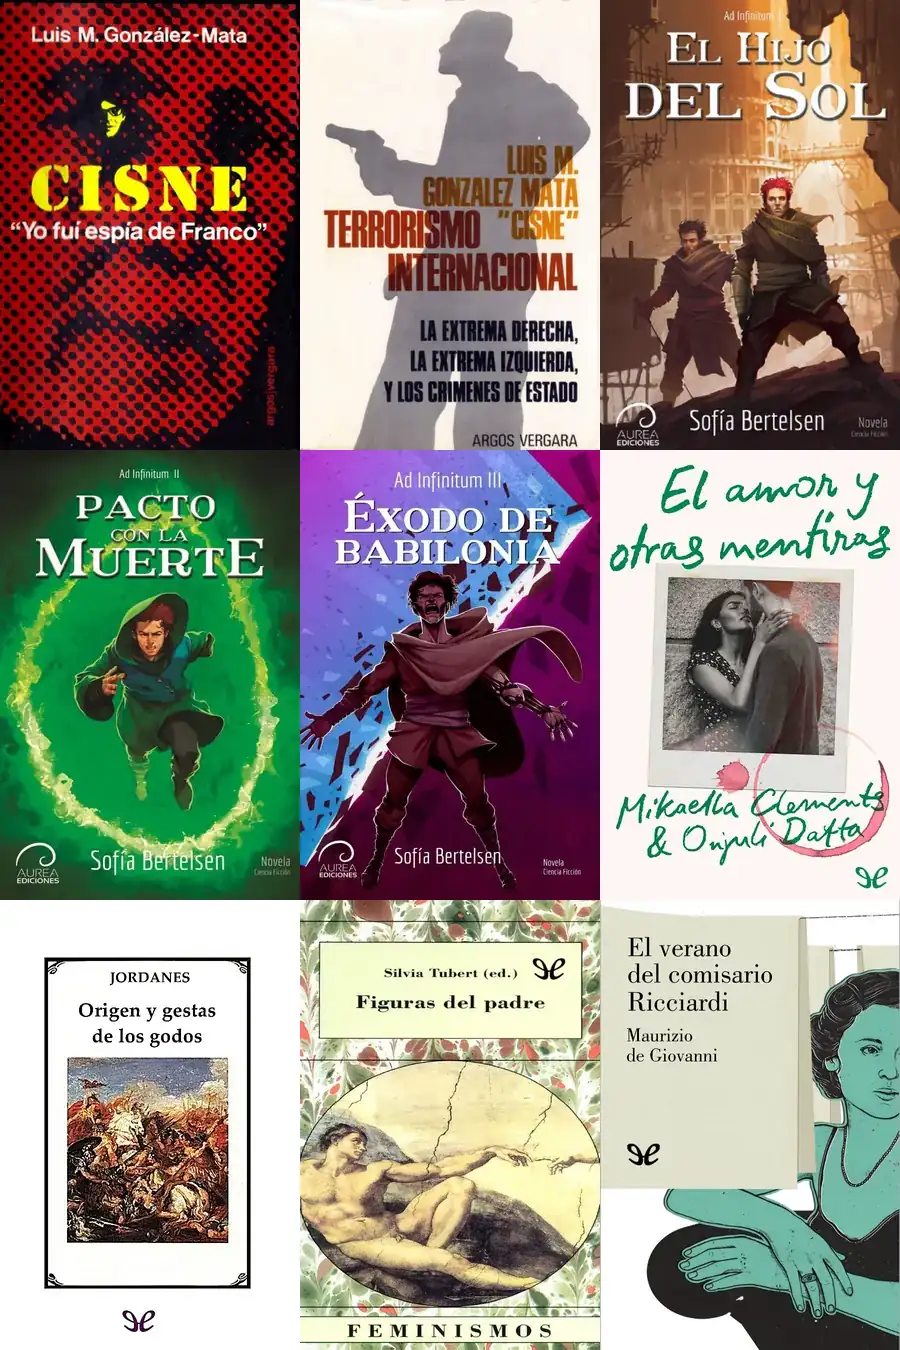 Luis M. González-Mata
CISNE
“Yo fuí espía de Franco”
argos vergara
LUIS M.
GONZALEZ MATA
TERRORISMO “CISNE”
INTERNACIONAL
LA EXTREMA DERECHA,
LA EXTREMA IZQUIERDA,
Y LOS CRIMENES DE ESTADO
ARGOS VERGARA
Ad Infinitum
EL HIJO
DEL SOL
AUREA
EDICIONES
Sofía Bertelsen
Novela
Ciencia Ficción
Ad Infinitum II
PACTO
CON LA
MUERTE
AUREA
EDICIONES
Sofía Bertelsen
Novela
Ciencia Ficción
Ad Infinitum III
ÉXODO DE
BABILONIA
AUREA
EDICIONES
Sofía Bertelsen
Novela
Ciencia Ficción
El amor y
otras mentiras
Mikaella Clements
& Onjuli Datta
JORDANES
Origen y gestas
de los godos
Silvia Tubert (ed.)
Figuras del padre
FEMINISMOS
El verano
del comisario
Ricciardi
Maurizio
de Giovanni